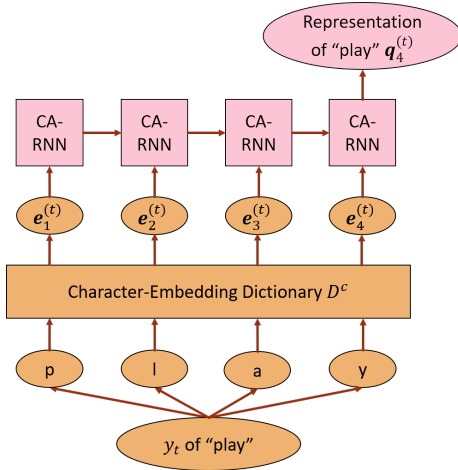 Representation
of “play” 𝒒₄⁽ᵗ⁾
CA-
RNN
CA-
RNN
CA-
RNN
CA-
RNN
𝒆₁⁽ᵗ⁾
𝒆₂⁽ᵗ⁾
𝒆₃⁽ᵗ⁾
𝒆₄⁽ᵗ⁾
Character-Embedding Dictionary 𝐷ᶜ
p
l
a
y
𝑦ₜ of “play”